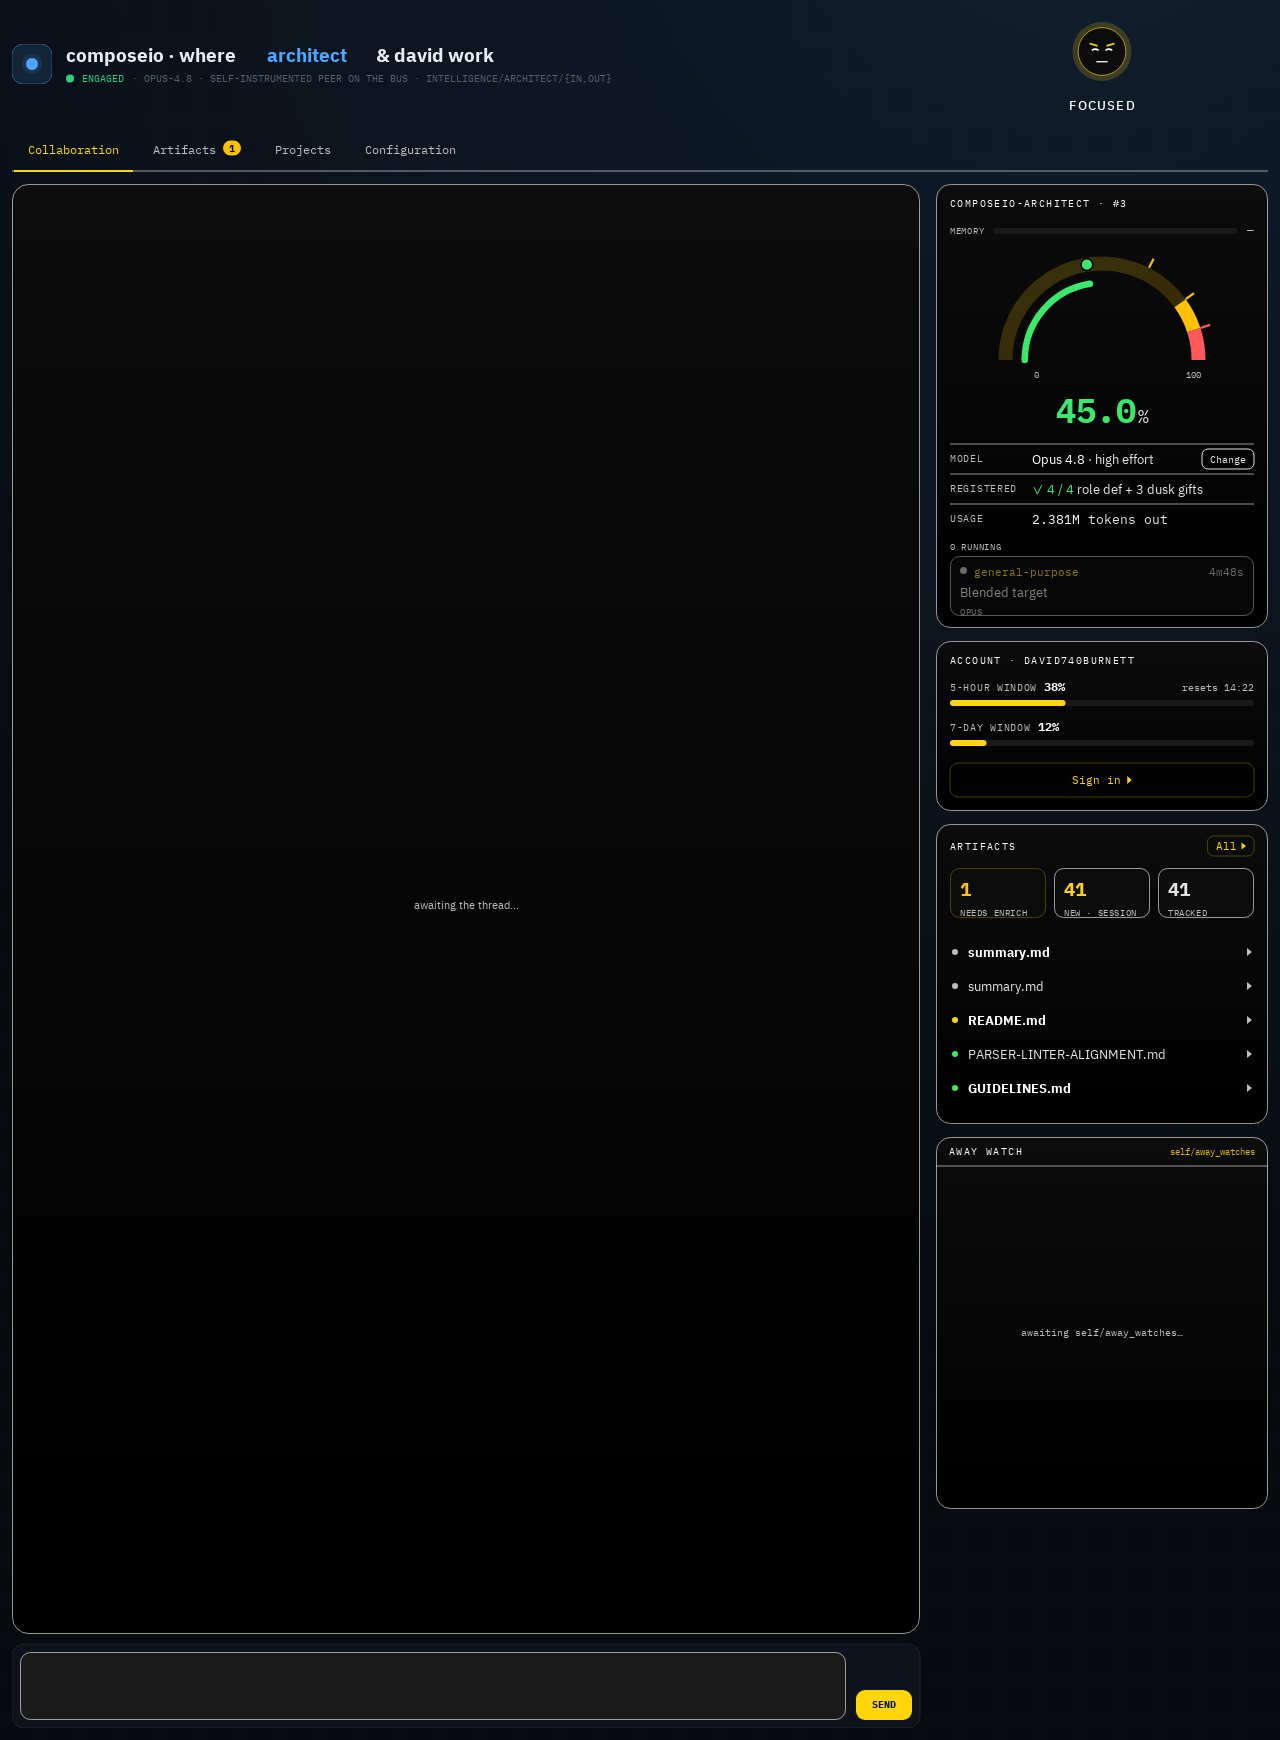 composeio · where architect & david work
ENGAGED · OPUS-4.8 · SELF-INSTRUMENTED PEER ON THE BUS · INTELLIGENCE/ARCHITECT/{IN,OUT}
FOCUSED
Collaboration
Artifacts 1
Projects
Configuration
awaiting the thread…
SEND
COMPOSEIO-ARCHITECT · #3
MEMORY —
0 100
45.0%
MODEL Opus 4.8 · high effort Change
REGISTERED ✓ 4 / 4 role def + 3 dusk gifts
USAGE 2.381M tokens out
0 RUNNING
general-purpose 4m48s
Blended target
OPUS
ACCOUNT · DAVID740BURNETT
5-HOUR WINDOW 38% resets 14:22
7-DAY WINDOW 12%
Sign in
ARTIFACTS All
1 41 41
NEEDS ENRICH NEW · SESSION TRACKED
summary.md
summary.md
README.md
PARSER-LINTER-ALIGNMENT.md
GUIDELINES.md
AWAY WATCH self/away_watches
awaiting self/away_watches…